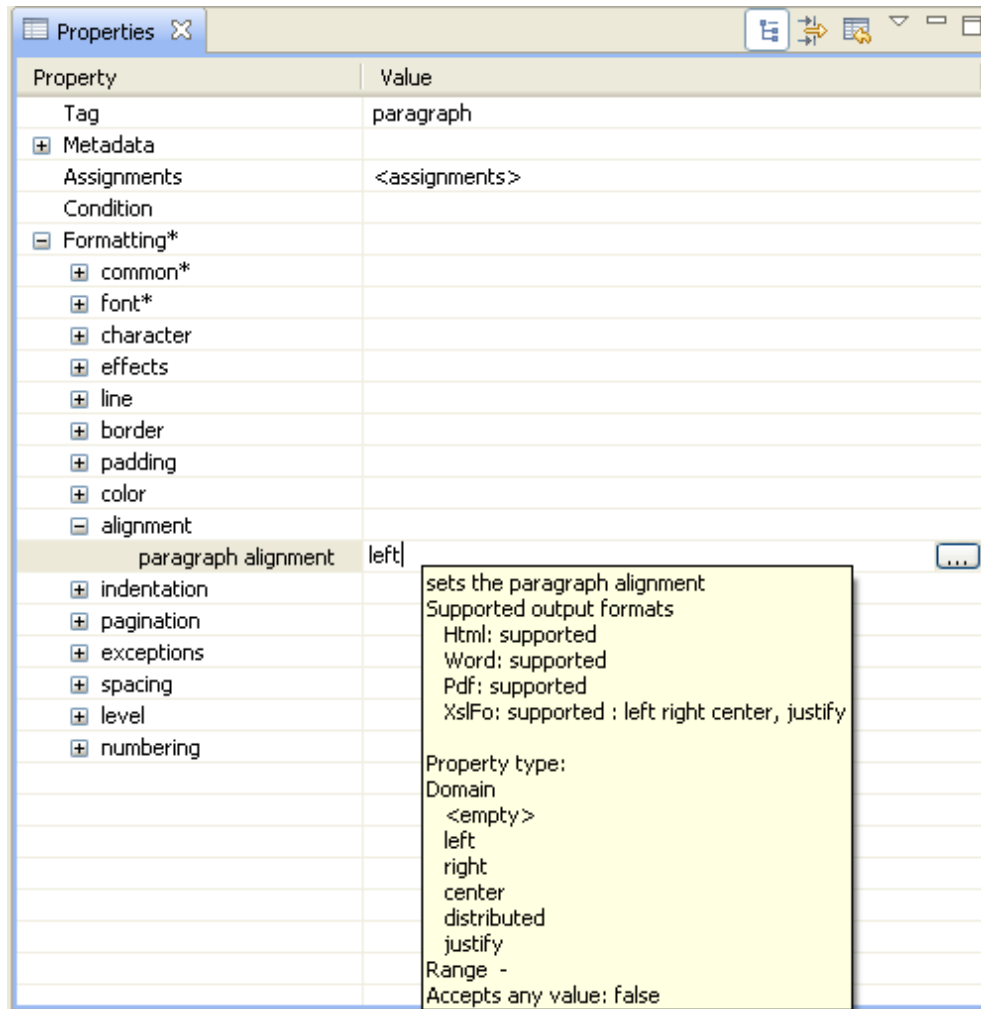 Properties
Property Value
Tag paragraph
Metadata
Assignments <assignments>
Condition
Formatting*
common*
font*
character
effects
line
border
padding
color
alignment
paragraph alignment left ...
indentation
pagination
exceptions
spacing
level
numbering
sets the paragraph alignment
Supported output formats
Html: supported
Word: supported
Pdf: supported
XslFo: supported : left right center, justify
Property type:
Domain
<empty>
left
right
center
distributed
justify
Range -
Accepts any value: false